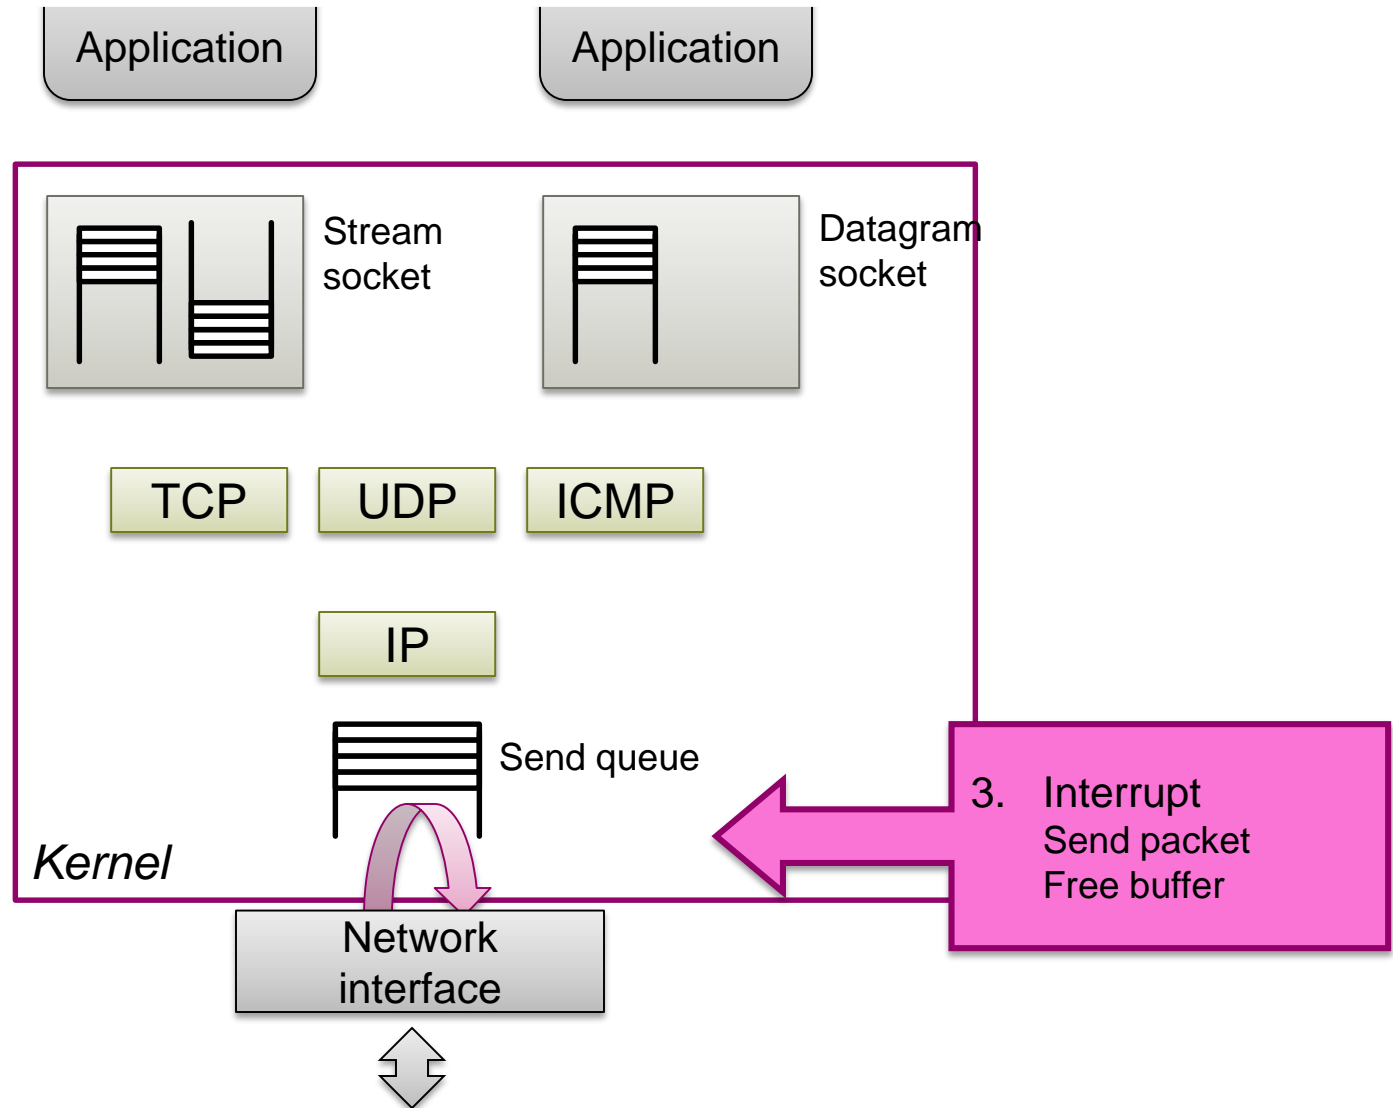 Application
Application
Stream
socket
Datagram
socket
TCP
UDP
ICMP
IP
Send queue
3. Interrupt
Send packet
Free buffer
Kernel
Network
interface